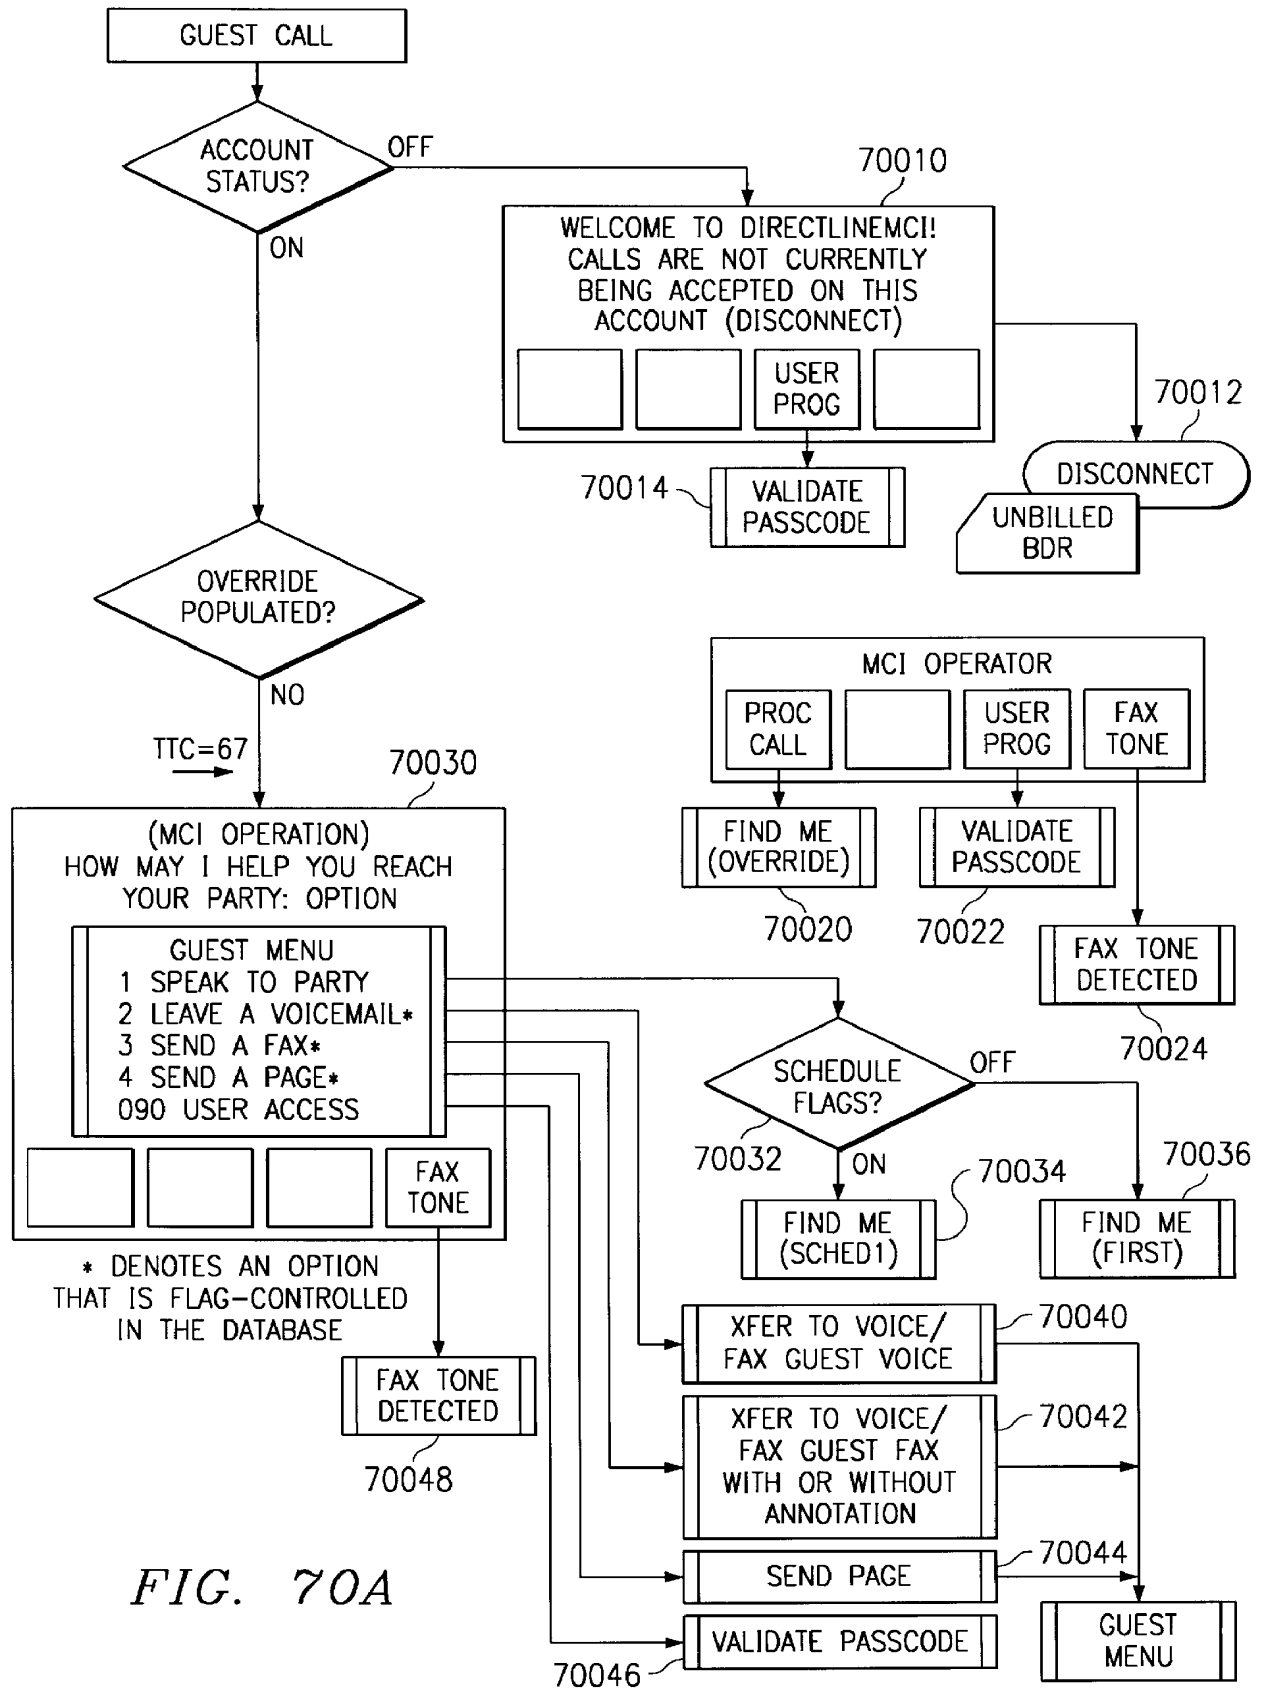 GUEST CALL
ACCOUNT
STATUS?
OFF
ON
70010
WELCOME TO DIRECTLINEMCI!
CALLS ARE NOT CURRENTLY
BEING ACCEPTED ON THIS
ACCOUNT (DISCONNECT)
USER
PROG
70012
DISCONNECT
UNBILLED
BDR
70014
VALIDATE
PASSCODE
OVERRIDE
POPULATED?
NO
TTC=67
MCI OPERATOR
PROC
CALL
USER
PROG
FAX
TONE
FIND ME
(OVERRIDE)
70020
VALIDATE
PASSCODE
70022
FAX TONE
DETECTED
70024
70030
(MCI OPERATION)
HOW MAY I HELP YOU REACH
YOUR PARTY: OPTION
GUEST MENU
1 SPEAK TO PARTY
2 LEAVE A VOICEMAIL*
3 SEND A FAX*
4 SEND A PAGE*
090 USER ACCESS
FAX
TONE
* DENOTES AN OPTION
THAT IS FLAG-CONTROLLED
IN THE DATABASE
FAX TONE
DETECTED
70048
SCHEDULE
FLAGS?
OFF
70032
ON
70034
FIND ME
(SCHED1)
70036
FIND ME
(FIRST)
XFER TO VOICE/
FAX GUEST VOICE
70040
XFER TO VOICE/
FAX GUEST FAX
WITH OR WITHOUT
ANNOTATION
70042
SEND PAGE
70044
VALIDATE PASSCODE
70046
GUEST
MENU
FIG. 70A